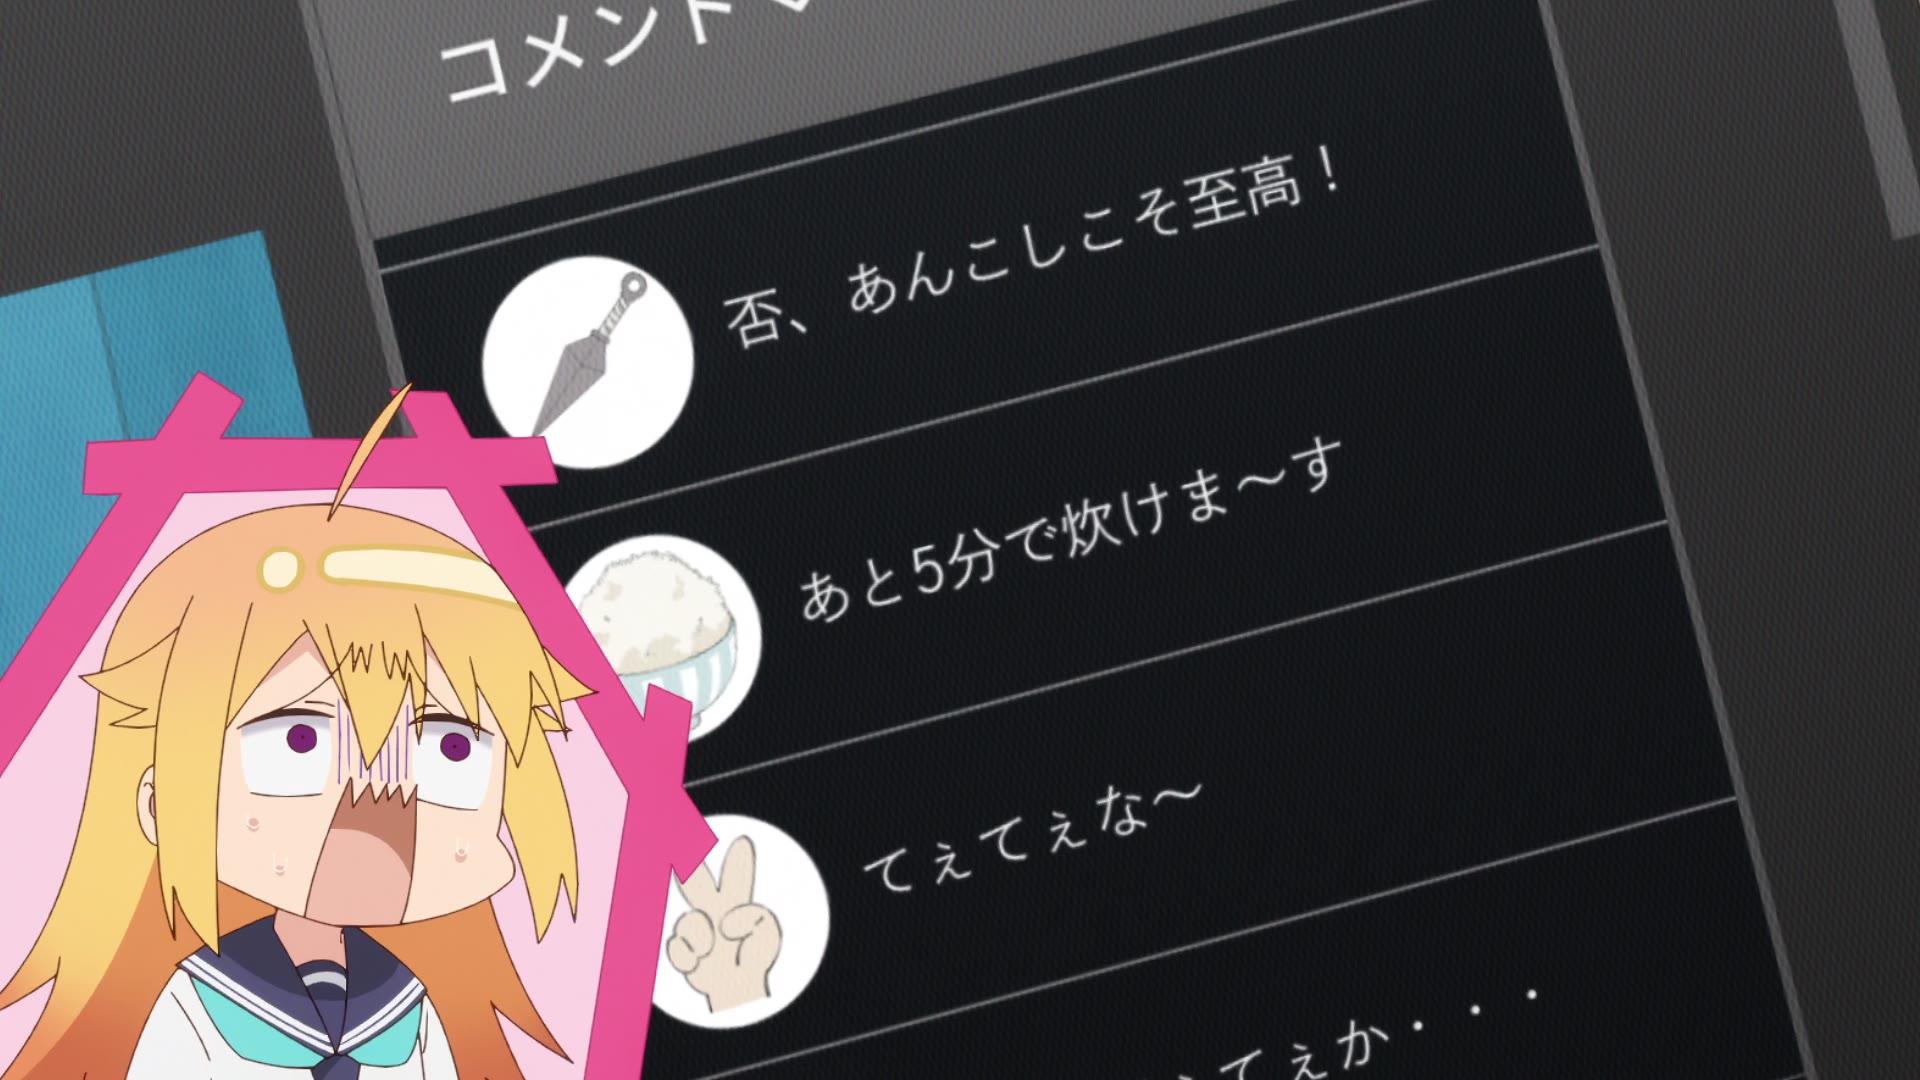 コメント
否、あんこしこそ至高！
あと5分で炊けま～す
てぇてぇな～
てぇか・・・